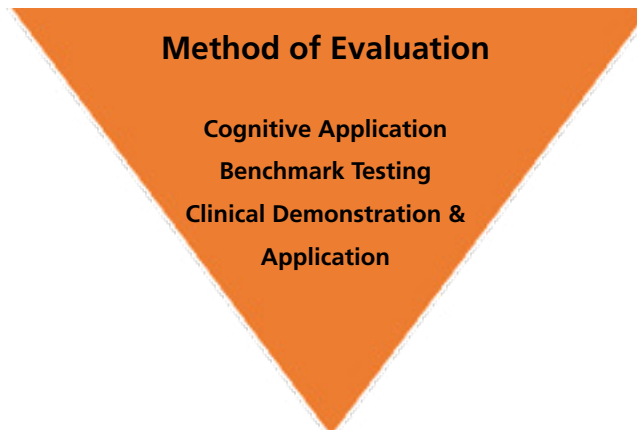 Method of Evaluation
Cognitive Application
Benchmark Testing
Clinical Demonstration &
Application